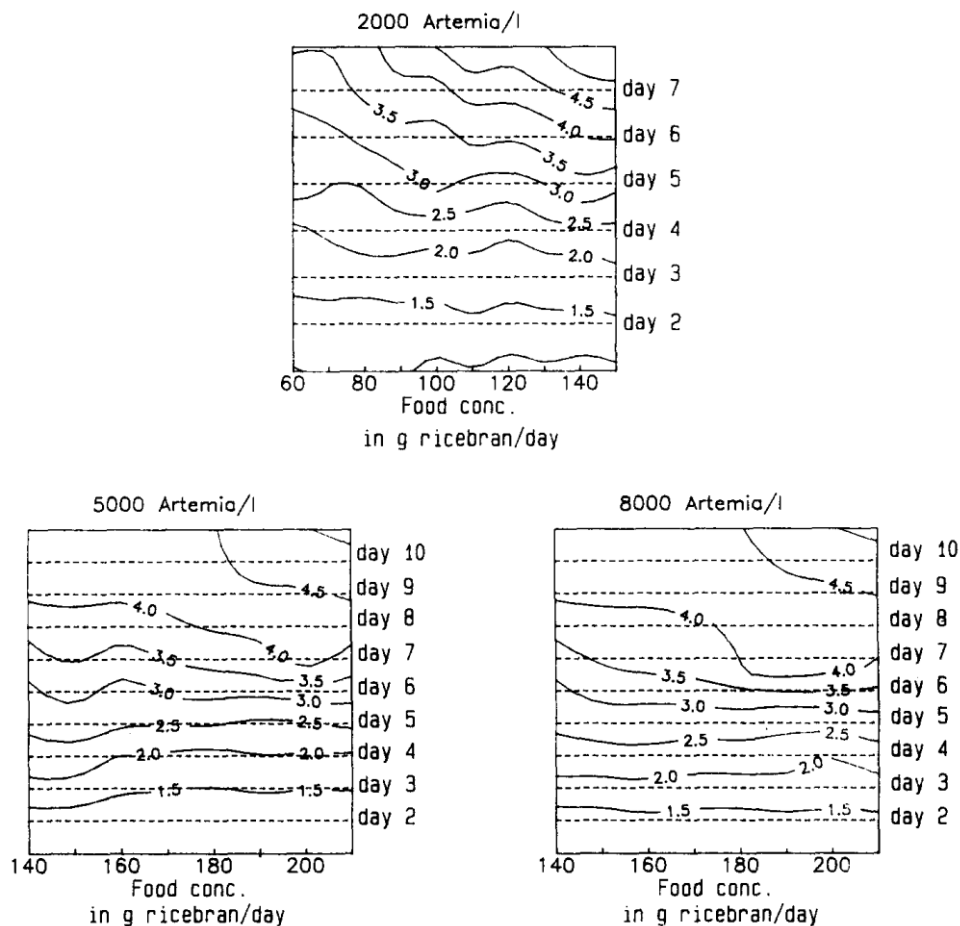 2000 Artemia/l
day 7
4.5
3.5
4.0
day 6
3.5
day 5
3.0
3.0
2.5
2.5
day 4
2.0
2.0
day 3
1.5
1.5
day 2
60 80 100 120 140
Food conc.
in g ricebran/day
5000 Artemia/l
day 10
day 9
4.5
4.0
day 8
4.0
day 7
3.5
3.5
day 6
3.0
3.0
day 5
2.5
2.5
day 4
2.0
2.0
day 3
1.5
1.5
day 2
140 160 180 200
Food conc.
in g ricebran/day
8000 Artemia/l
day 10
day 9
4.5
4.0
day 8
day 7
4.0
3.5
3.5
day 6
3.0
3.0
day 5
2.5
2.5
day 4
2.0
2.0
day 3
1.5
1.5
day 2
140 160 180 200
Food conc.
in g ricebran/day